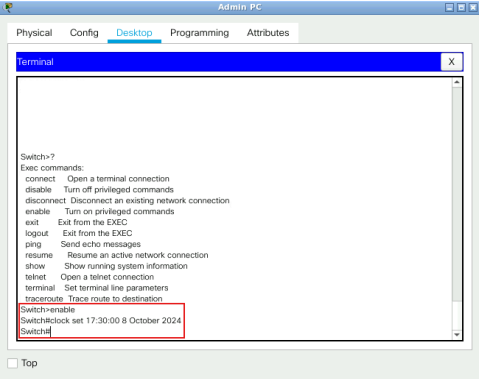 Admin PC
Physical Config Desktop Programming Attributes
Terminal X
Switch>?
Exec commands:
connect Open a terminal connection
disable Turn off privileged commands
disconnect Disconnect an existing network connection
enable Turn on privileged commands
exit Exit from the EXEC
logout Exit from the EXEC
ping Send echo messages
resume Resume an active network connection
show Show running system information
telnet Open a telnet connection
terminal Set terminal line parameters
traceroute Trace route to destination
Switch>enable
Switch#clock set 17:30:00 8 October 2024
Switch#
Top